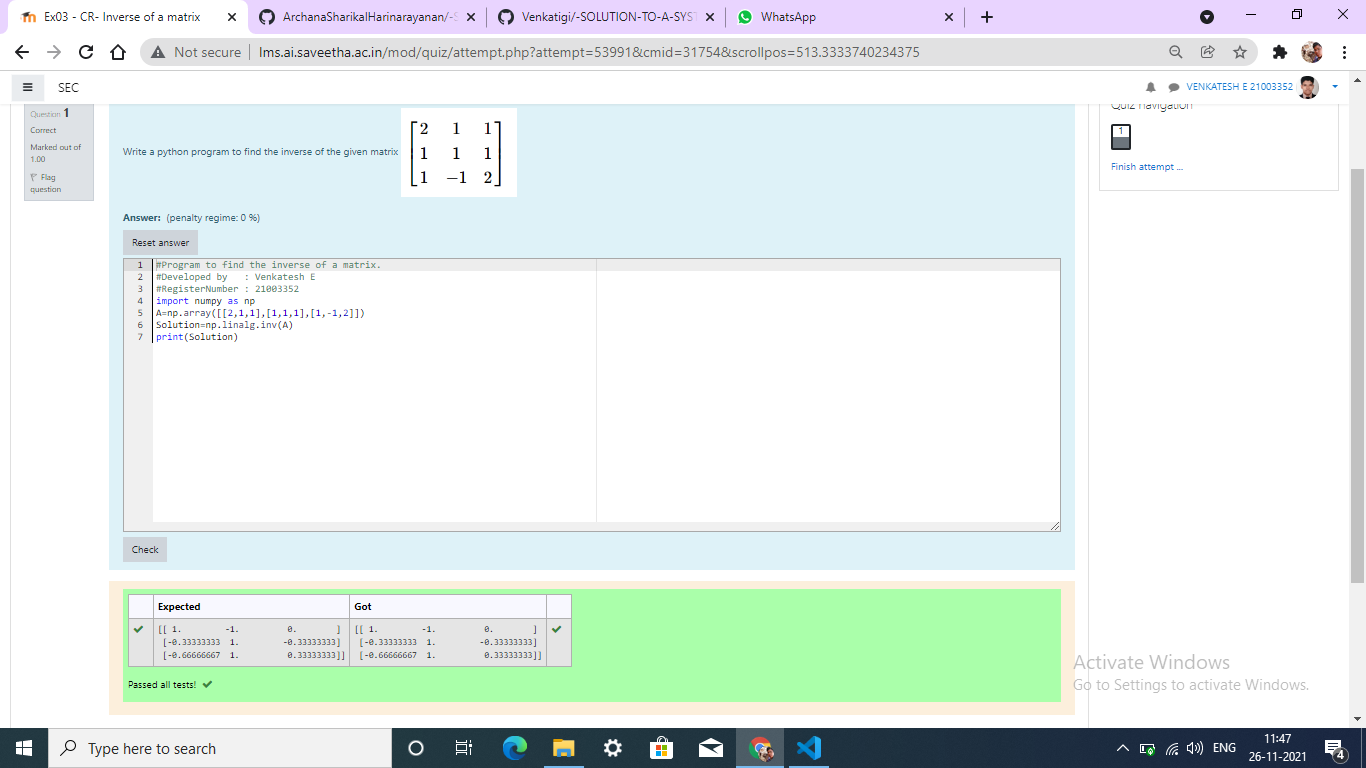 Ex03 - CR- Inverse of a matrix
ArchanaSharikalHarinarayanan/-S
Venkatigi/-SOLUTION-TO-A-SYST
WhatsApp
Not secure | lms.ai.saveetha.ac.in/mod/quiz/attempt.php?attempt=53991&cmid=31754&scrollpos=513.3333740234375
SEC
VENKATESH E 21003352
Question 1
Correct
Marked out of
1.00
Flag
question
Write a python program to find the inverse of the given matrix
2 1 1
1 1 1
1 −1 2
Quiz navigation
1
Finish attempt ...
Answer: (penalty regime: 0 %)
Reset answer
1 #Program to find the inverse of a matrix.
2 #Developed by   : Venkatesh E
3 #RegisterNumber : 21003352
4 import numpy as np
5 A=np.array([[2,1,1],[1,1,1],[1,-1,2]])
6 Solution=np.linalg.inv(A)
7 print(Solution)
Check
Expected Got
[[ 1. -1. 0. ] [[ 1. -1. 0. ]
[-0.33333333 1. -0.33333333] [-0.33333333 1. -0.33333333]
[-0.66666667 1. 0.33333333]] [-0.66666667 1. 0.33333333]]
Passed all tests!
Activate Windows
Go to Settings to activate Windows.
Type here to search
ENG
11:47
26-11-2021
4